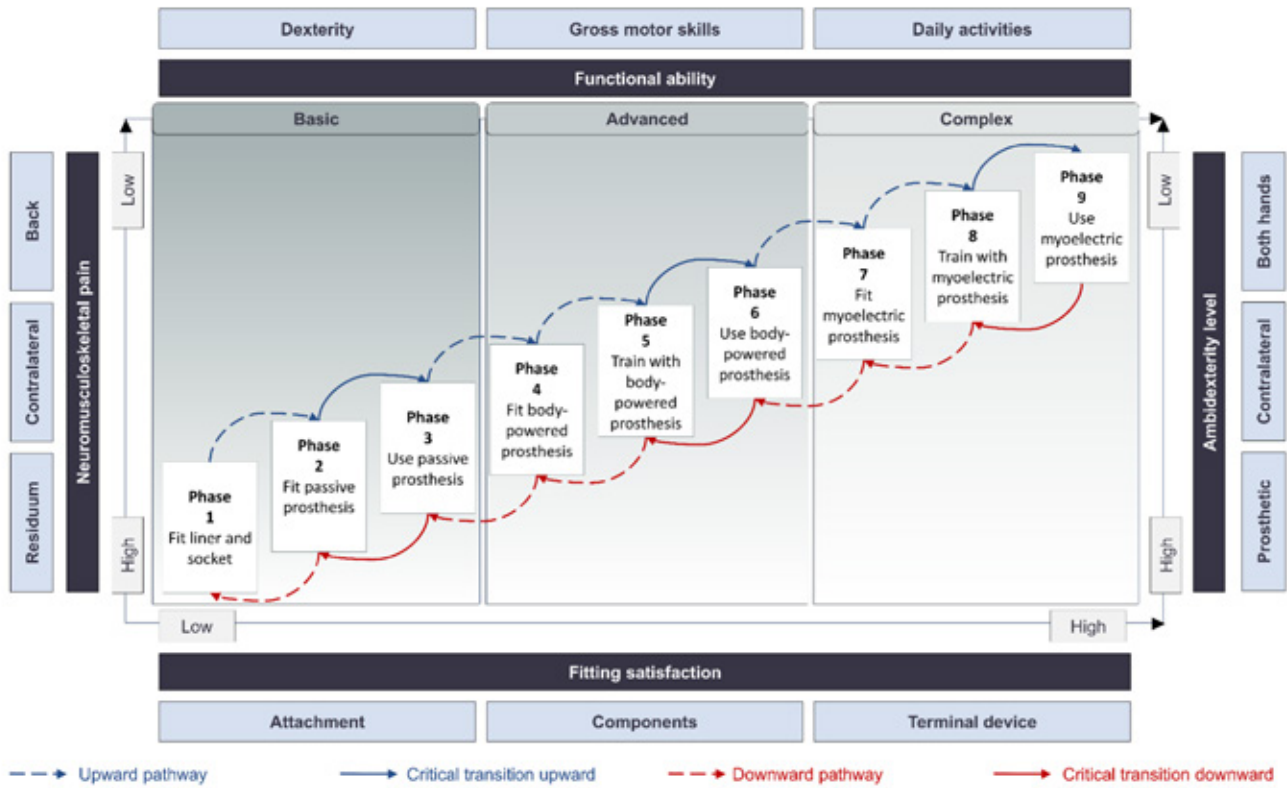 Dexterity
Gross motor skills
Daily activities
Functional ability
Basic
Advanced
Complex
Low
High
Back
Contralateral
Residuum
Neuromusculoskeletal pain
Phase
1
Fit liner and
socket
Phase
2
Fit passive
prosthesis
Phase
3
Use passive
prosthesis
Phase
4
Fit body-
powered
prosthesis
Phase
5
Train with
body-
powered
prosthesis
Phase
6
Use body-
powered
prosthesis
Phase
7
Fit
myoelectric
prosthesis
Phase
8
Train with
myoelectric
prosthesis
Phase
9
Use
myoelectric
prosthesis
Low
High
Ambidexterity level
Both hands
Contralateral
Prosthetic
Low
High
Fitting satisfaction
Attachment
Components
Terminal device
Upward pathway
Critical transition upward
Downward pathway
Critical transition downward